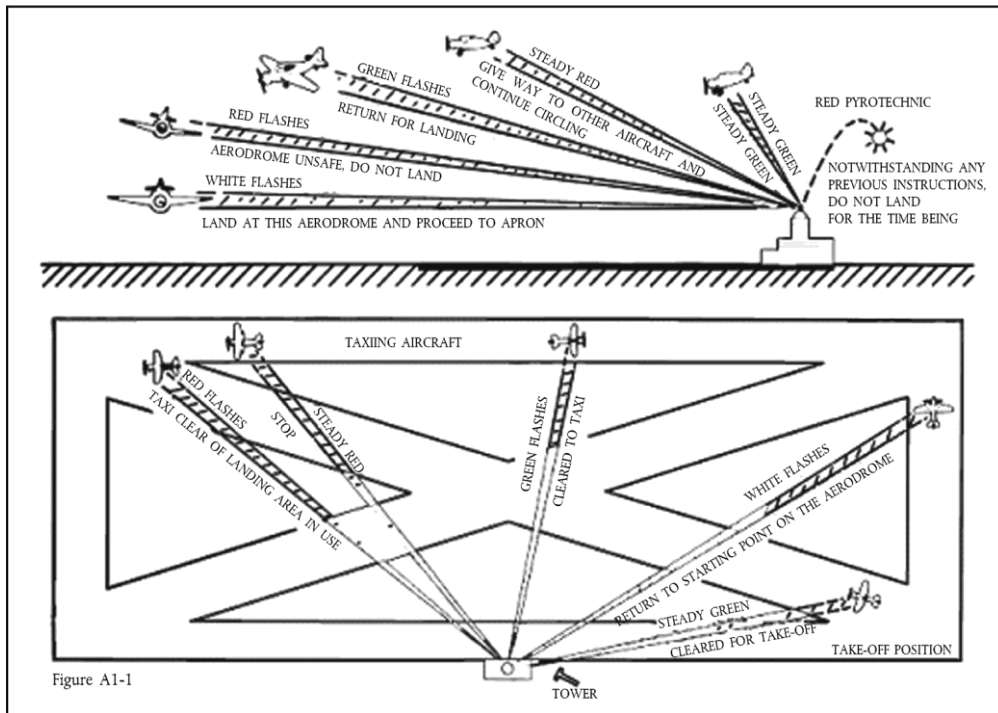 STEADY RED
GIVE WAY TO OTHER AIRCRAFT AND
CONTINUE CIRCLING
GREEN FLASHES
RETURN FOR LANDING
STEADY GREEN
STEADY GREEN
RED PYROTECHNIC
RED FLASHES
AERODROME UNSAFE, DO NOT LAND
NOTWITHSTANDING ANY
PREVIOUS INSTRUCTIONS,
DO NOT LAND
FOR THE TIME BEING
WHITE FLASHES
LAND AT THIS AERODROME AND PROCEED TO APRON
TAXIING AIRCRAFT
RED FLASHES
TAXI CLEAR OF LANDING AREA IN USE
STEADY RED
STOP
GREEN FLASHES
CLEARED TO TAXI
WHITE FLASHES
RETURN TO STARTING POINT ON THE AERODROME
STEADY GREEN
CLEARED FOR TAKE-OFF
TAKE-OFF POSITION
Figure A1-1
TOWER